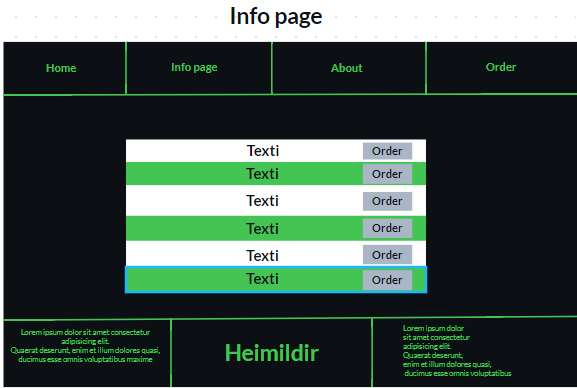 Info page
Home
Info page
About
Order
Texti
Order
Texti
Order
Texti
Order
Texti
Order
Texti
Order
Texti
Order
Lorem ipsum dolor sit amet consectetur
adipisicing elit.
Quaerat deserunt, enim et illum dolores quasi,
ducimus esse omnis voluptatibus maxime
Heimildir
Lorem ipsum dolor
sit amet consectetur
adipisicing elit.
Quaerat deserunt,
enim et illum dolores quasi,
ducimus esse omnis voluptatibus